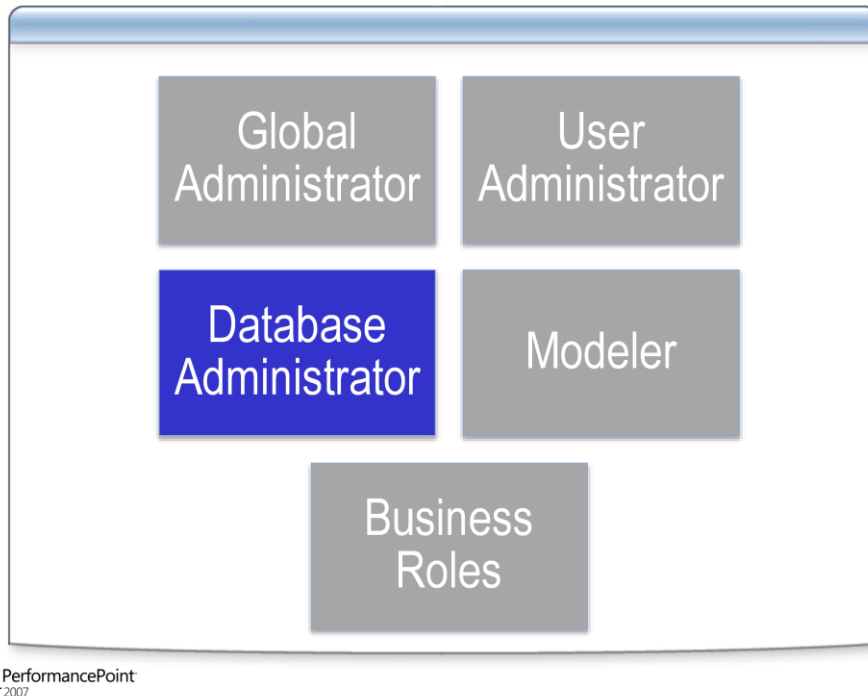 Global
Administrator
User
Administrator
Database
Administrator
Modeler
Business
Roles
PerformancePoint
2007